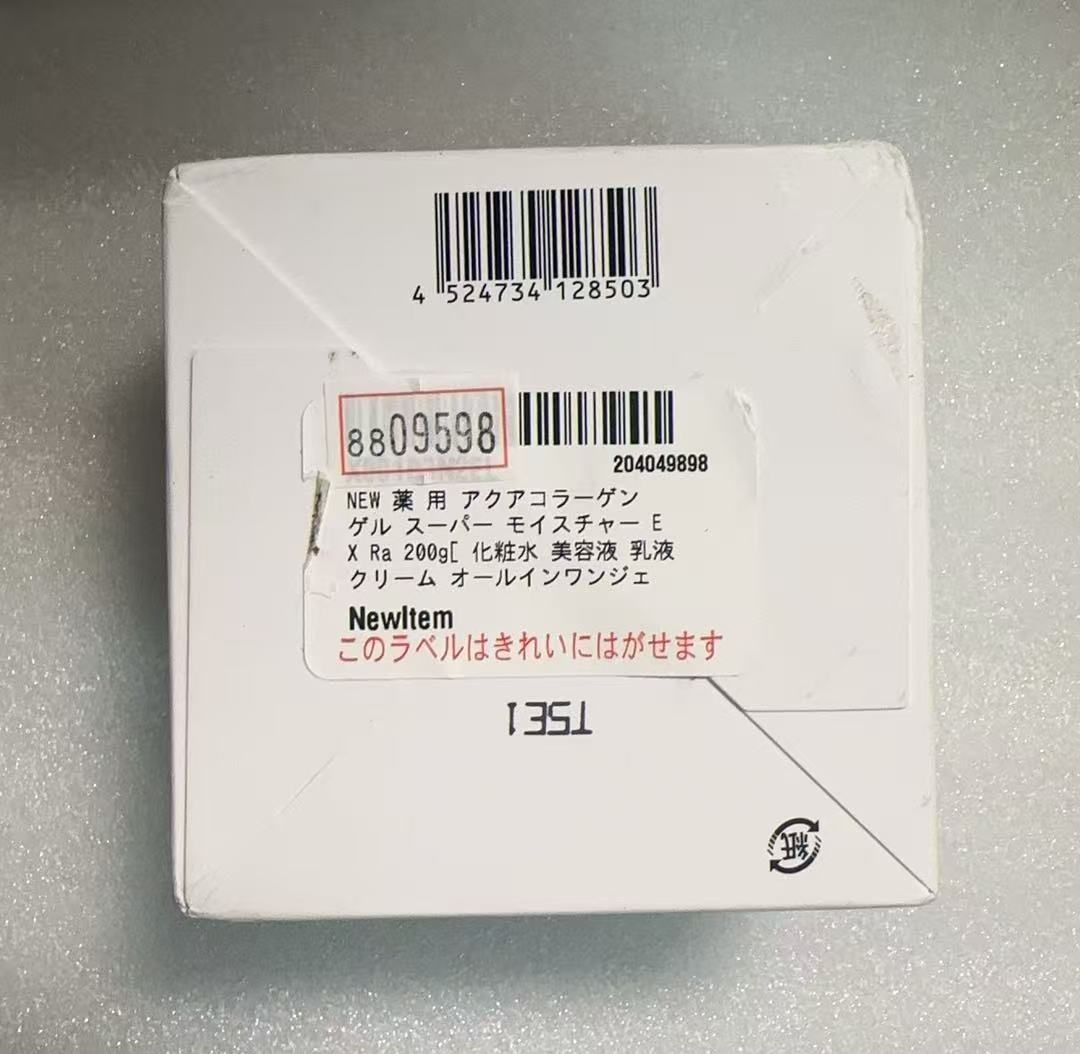 4 524734 128503
8809598
204049898
NEW 薬 用 アクアコラーゲン
ゲル スーパー モイスチャー E
X Ra 200g[ 化粧水 美容液 乳液
クリーム オールインワンジェ
NewItem
このラベルはきれいにはがせます
TSE1
紙